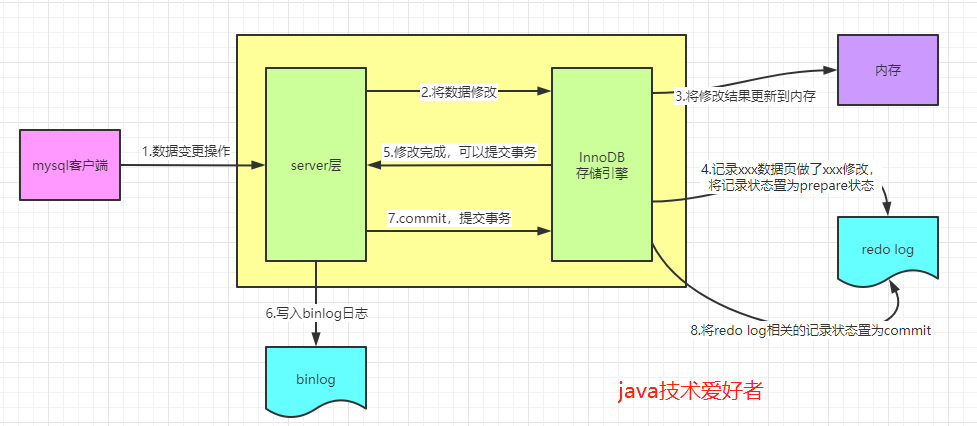 内存
2.将数据修改
3.将修改结果更新到内存
mysql客户端
1.数据变更操作
server层
5.修改完成，可以提交事务
InnoDB
存储引擎
4.记录xxx数据页做了xxx修改，
将记录状态置为prepare状态
7.commit，提交事务
redo log
6.写入binlog日志
8.将redo log相关的记录状态置为commit
binlog
java技术爱好者